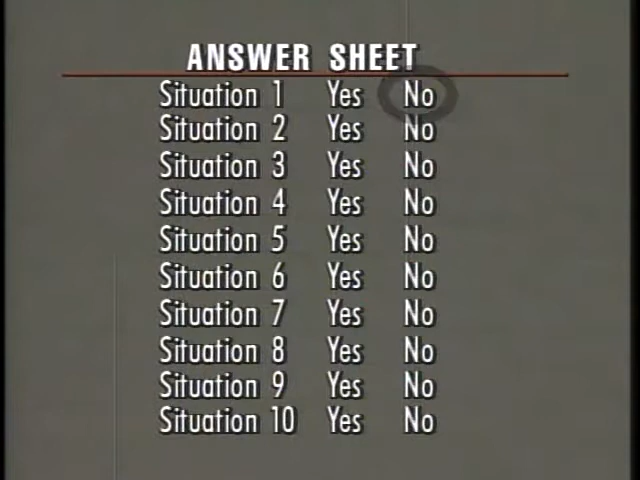 ANSWER SHEET
Situation 1 Yes No
Situation 2 Yes No
Situation 3 Yes No
Situation 4 Yes No
Situation 5 Yes No
Situation 6 Yes No
Situation 7 Yes No
Situation 8 Yes No
Situation 9 Yes No
Situation 10 Yes No